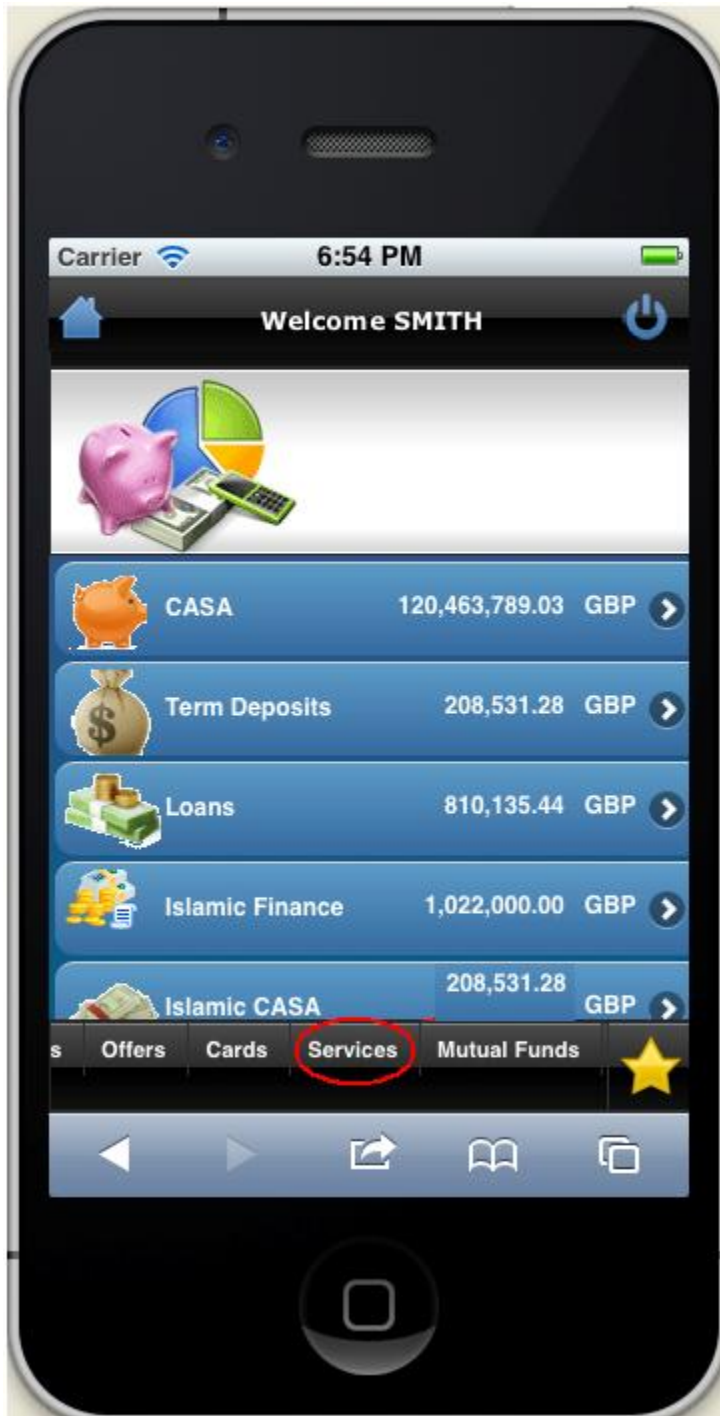 Carrier 6:54 PM
Welcome SMITH
CASA 120,463,789.03 GBP
Term Deposits 208,531.28 GBP
$
Loans 810,135.44 GBP
Islamic Finance 1,022,000.00 GBP
Islamic CASA 208,531.28 GBP
s Offers Cards Services Mutual Funds